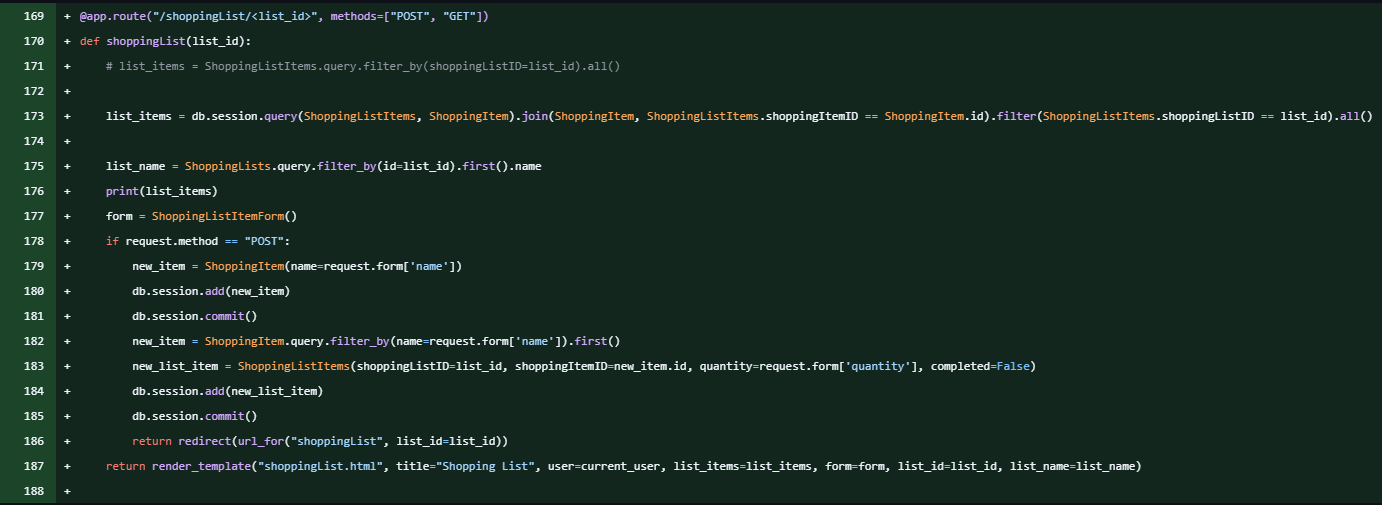 169 + @app.route("/shoppingList/<list_id>", methods=["POST", "GET"])
170 + def shoppingList(list_id):
171 +     # list_items = ShoppingListItems.query.filter_by(shoppingListID=list_id).all()
172 +
173 +     list_items = db.session.query(ShoppingListItems, ShoppingItem).join(ShoppingItem, ShoppingListItems.shoppingItemID == ShoppingItem.id).filter(ShoppingListItems.shoppingListID == list_id).all()
174 +
175 +     list_name = ShoppingLists.query.filter_by(id=list_id).first().name
176 +     print(list_items)
177 +     form = ShoppingListItemForm()
178 +     if request.method == "POST":
179 +         new_item = ShoppingItem(name=request.form['name'])
180 +         db.session.add(new_item)
181 +         db.session.commit()
182 +         new_item = ShoppingItem.query.filter_by(name=request.form['name']).first()
183 +         new_list_item = ShoppingListItems(shoppingListID=list_id, shoppingItemID=new_item.id, quantity=request.form['quantity'], completed=False)
184 +         db.session.add(new_list_item)
185 +         db.session.commit()
186 +         return redirect(url_for("shoppingList", list_id=list_id))
187 +     return render_template("shoppingList.html", title="Shopping List", user=current_user, list_items=list_items, form=form, list_id=list_id, list_name=list_name)
188 +